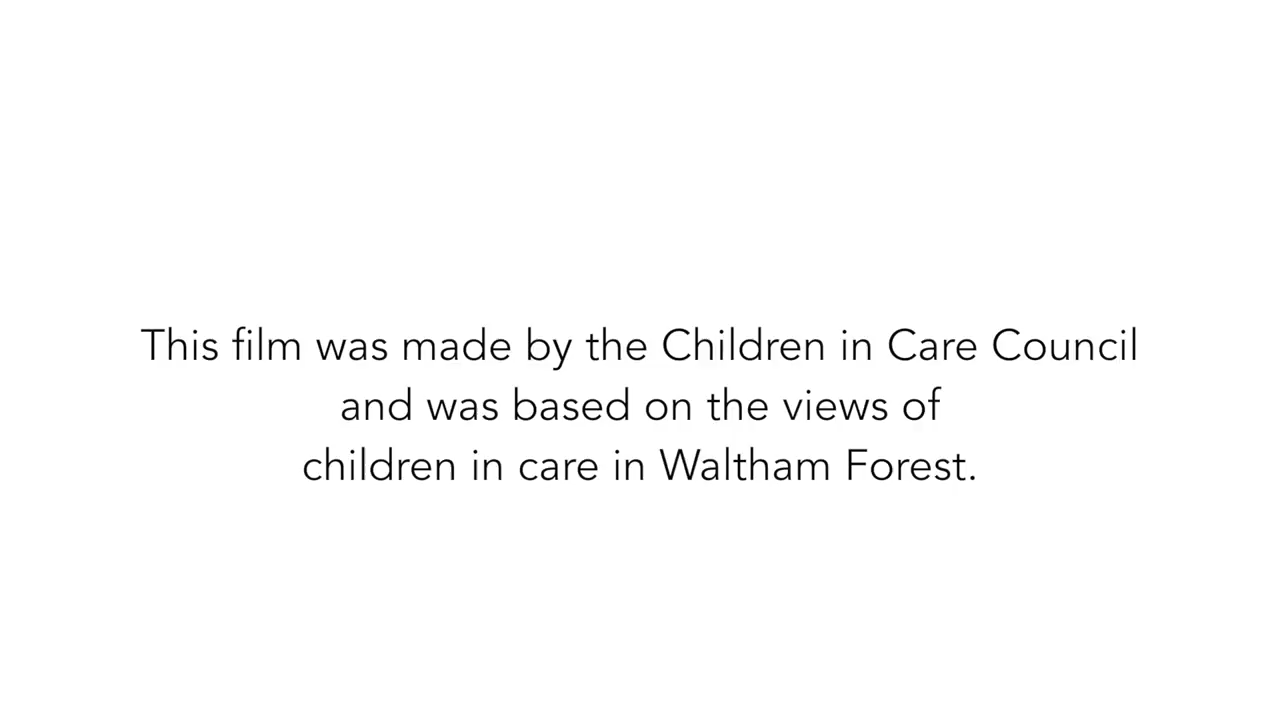 This film was made by the Children in Care Council
and was based on the views of
children in care in Waltham Forest.